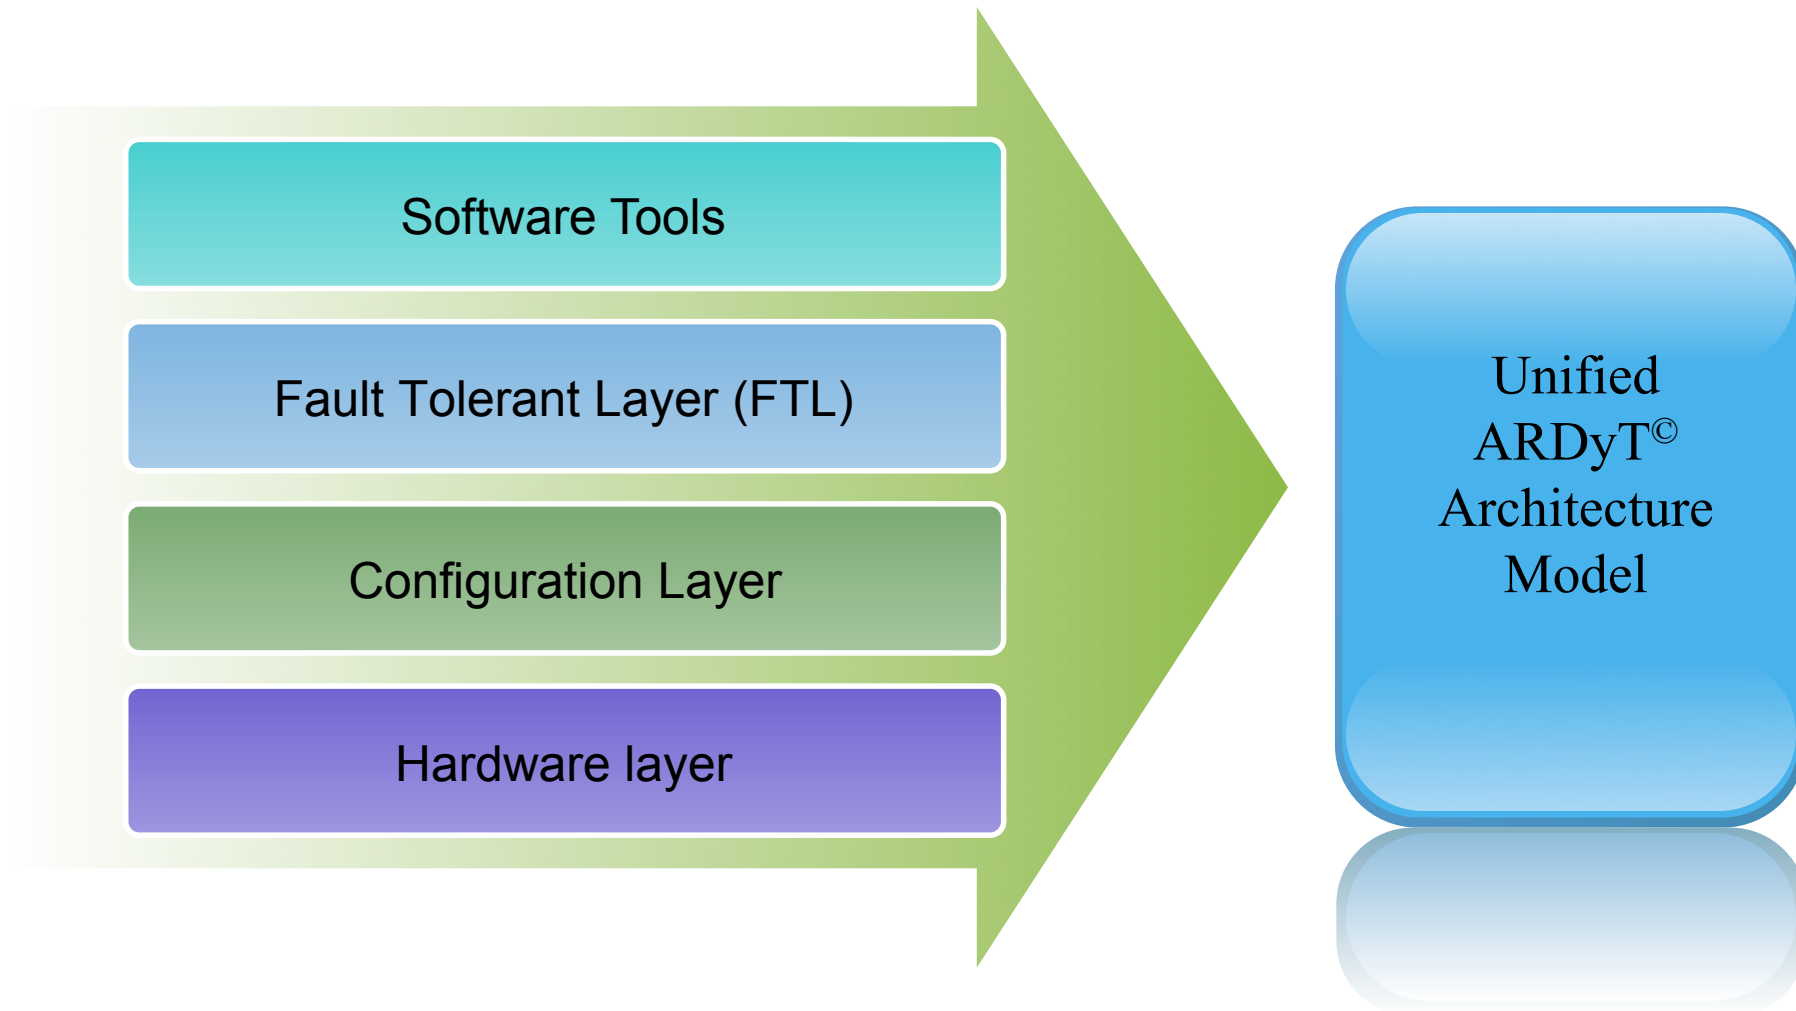 Software Tools
Fault Tolerant Layer (FTL)
Configuration Layer
Hardware layer
Unified
ARDyT©
Architecture
Model